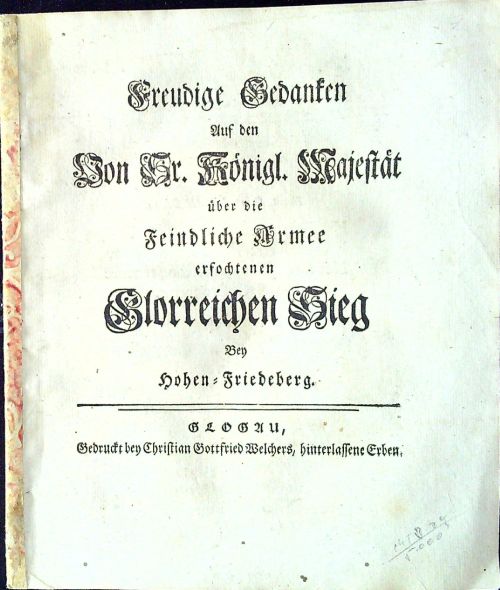 Freudige Gedanken
Auf den
Von Sr. Königl. Majestät
über die
Feindliche Armee
erfochtenen
Glorreichen Sieg
Bey
Hohen-Friedeberg.
GLOGAU,
Gedruckt bey Christian Gottfried Welchers, hinterlassene Erben.